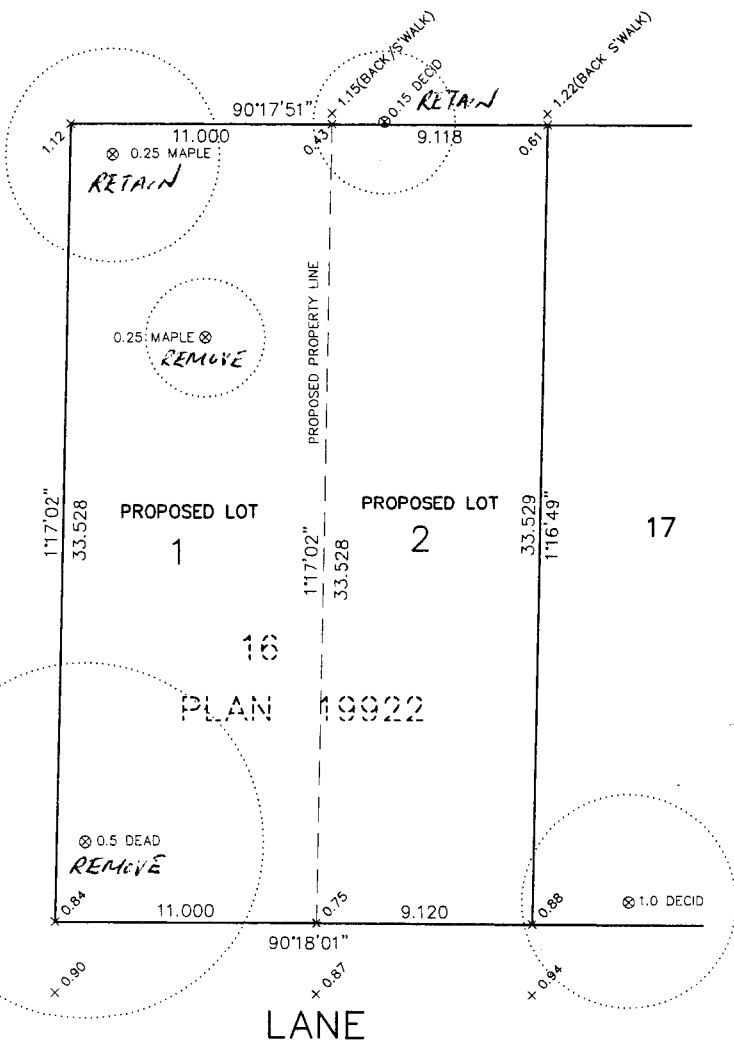 1.15(BACK/S'WALK)
1.22(BACK S'WALK)
0.15 DECID
RETAIN
90°17'51"
1.12
11.000
0.43
9.118
0.61
0.25 MAPLE
RETAIN
PROPOSED PROPERTY LINE
0.25 MAPLE
REMOVE
1°17'02"
33.528
PROPOSED LOT
1
1°17'02"
33.528
PROPOSED LOT
2
33.529
1°16'49"
17
16
PLAN 19922
0.5 DEAD
REMOVE
0.84
11.000
0.75
9.120
0.88
1.0 DECID
90°18'01"
0.90
0.87
0.94
LANE